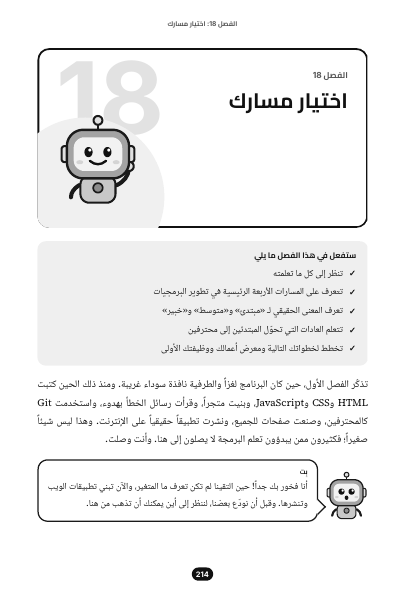 الفصل 18: اختيار مسارك
18
الفصل 18
اختيار مسارك
ستفعل في هذا الفصل ما يلي
✓ تنظر إلى كل ما تعلمته
✓ تتعرف على المسارات الأربعة الرئيسية في تطوير البرمجيات
✓ تعرف المعنى الحقيقي لـ «مبتدئ» و«متوسط» و«خبير»
✓ تتعلم العادات التي تحوّل المبتدئين إلى محترفين
✓ تخطط لخطواتك التالية ومعرض أعمالك ووظيفتك الأولى
تذكّر الفصل الأول، حين كان البرنامج لغزاً والطرفية نافذة سوداء غريبة. ومنذ ذلك الحين كتبت
HTML وCSS وJavaScript، وبنيت متجراً، وقرأت رسائل الخطأ بهدوء، واستخدمت Git
كالمحترفين، وصنعت صفحات للجميع، ونشرت تطبيقاً حقيقياً على الإنترنت. وهذا ليس شيئاً
صغيراً؛ فكثيرون ممن يبدؤون تعلم البرمجة لا يصلون إلى هنا. وأنت وصلت.
بت
أنا فخور بك جداً! حين التقينا لم تكن تعرف ما المتغير، والآن تبني تطبيقات الويب
وتنشرها. وقبل أن نودّع بعضنا، لننظر إلى أين يمكنك أن تذهب من هنا.
214